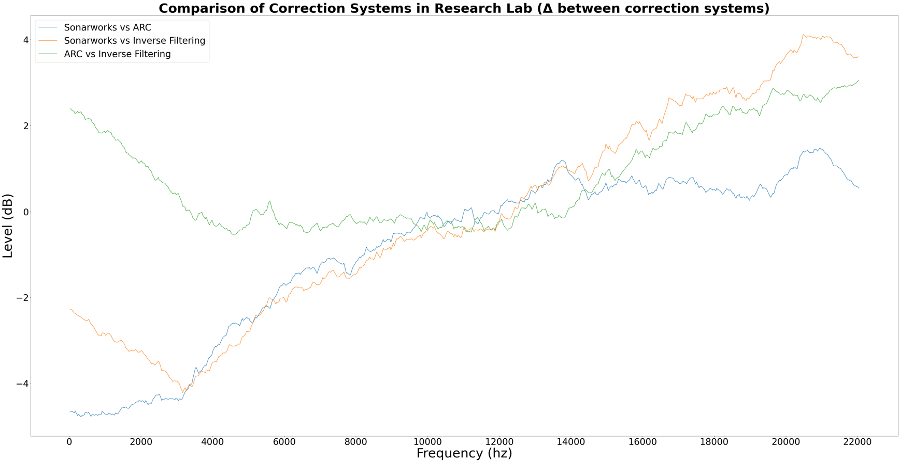 Comparison of Correction Systems in Research Lab (Δ between correction systems)
Sonarworks vs ARC
Sonarworks vs Inverse Filtering
ARC vs Inverse Filtering
4
2
0
−2
−4
Level (dB)
0 2000 4000 6000 8000 10000 12000 14000 16000 18000 20000 22000
Frequency (hz)